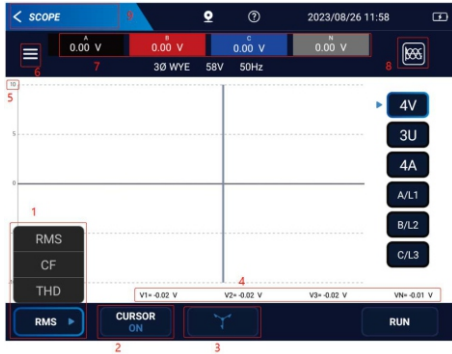 SCOPE 9 2023/08/26 11:58
A B C N
0.00 V 0.00 V 0.00 V 0.00 V
6 7 8
3Ø WYE 58V 50Hz
10
5
5
0
4V
3U
4A
A/L1
B/L2
C/L3
1
RMS
CF
THD
4
V1= -0.02 V V2= -0.02 V V3= -0.02 V VN= -0.01 V
RMS
CURSOR
ON
RUN
2 3